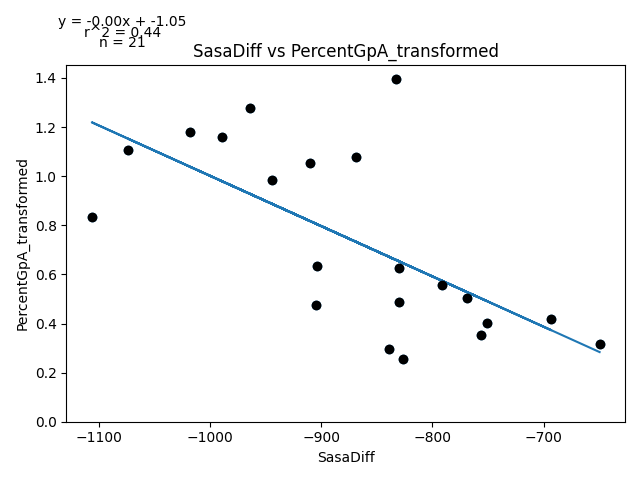 y = -0.00x + -1.05
r^2 = 0.44
n = 21
SasaDiff vs PercentGpA_transformed
1.4
1.2
1.0
0.8
0.6
0.4
0.2
0.0
PercentGpA_transformed
−1100 −1000 −900 −800 −700
SasaDiff